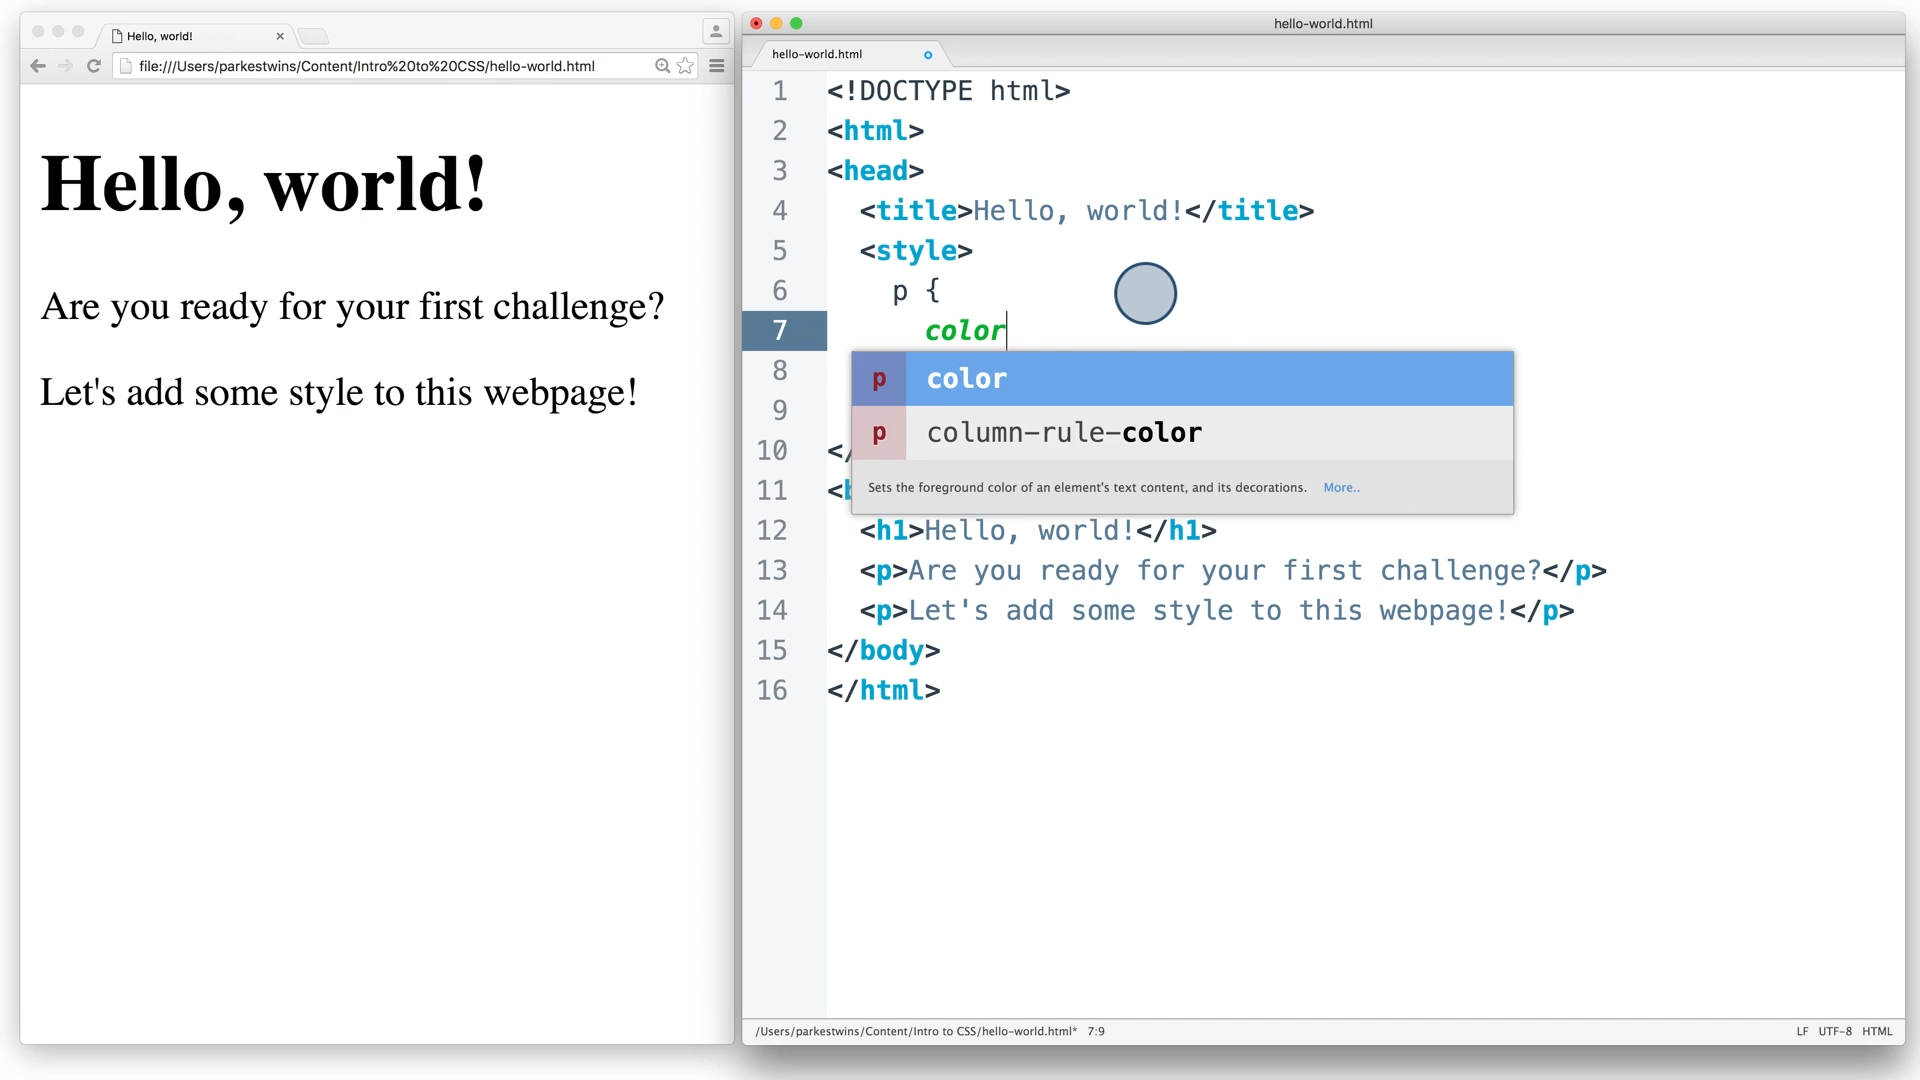 Hello, world!
file:///Users/parkestwins/Content/Intro%20to%20CSS/hello-world.html
Hello, world!
Are you ready for your first challenge?
Let's add some style to this webpage!
hello-world.html
hello-world.html
1 <!DOCTYPE html>
2 <html>
3 <head>
4 <title>Hello, world!</title>
5 <style>
6 p {
7 color
8
9
10 </
11 <b
p color
p column-rule-color
Sets the foreground color of an element's text content, and its decorations. More..
12 <h1>Hello, world!</h1>
13 <p>Are you ready for your first challenge?</p>
14 <p>Let's add some style to this webpage!</p>
15 </body>
16 </html>
/Users/parkestwins/Content/Intro to CSS/hello-world.html* 7:9
LF UTF-8 HTML